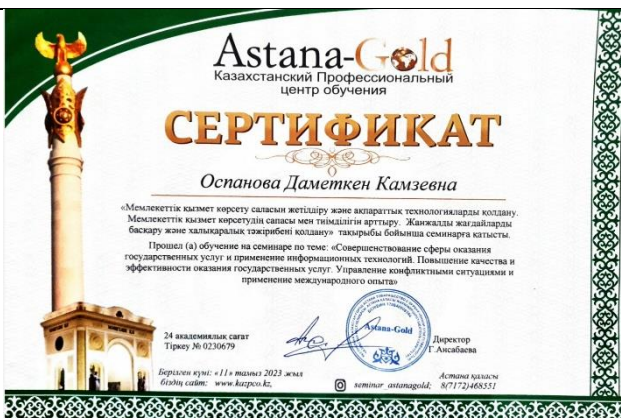 Astana-Gold
Казахстанский Профессиональный
центр обучения
СЕРТИФИКАТ
Оспанова Даметкен Камзевна
«Мемлекеттік қызмет көрсету саласын жетілдіру және ақпараттық технологияларды қолдану.
Мемлекеттік қызмет көрсетудің сапасы мен тиімділігін арттыру. Жанжалды жағдайларды
басқару және халықаралық тәжірибені қолдану» тақырыбы бойынша семинарға қатысты.
Прошел (а) обучение на семинаре по теме: «Совершенствование сферы оказания
государственных услуг и применение информационных технологий. Повышение качества и
эффективности оказания государственных услуг. Управление конфликтными ситуациями и
применение международного опыта»
24 академиялық сағат
Тіркеу № 0230679
Astana-Gold
Директор
Г.Ансабаева
Берілген күні: «11» тамыз 2023 жыл
біздің сайт: www.kazpco.kz,
seminar_astanagold;
Астана қаласы
8(7172)468551